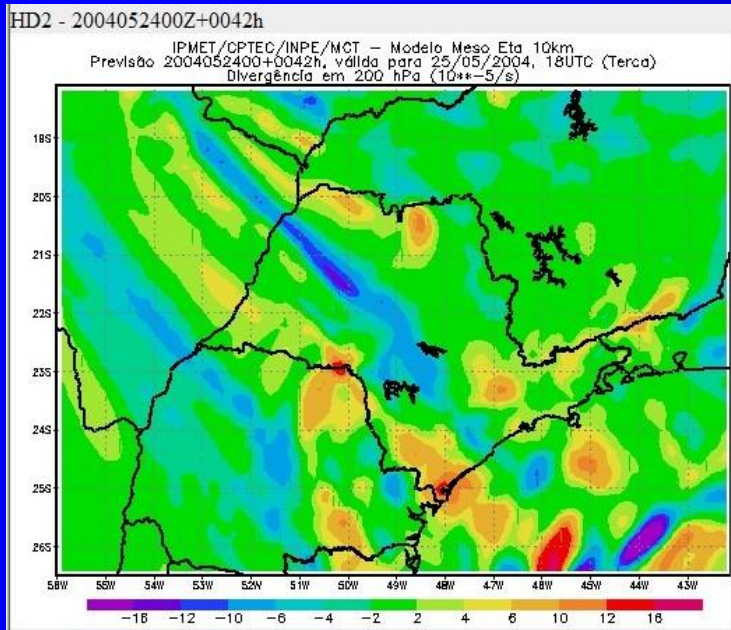 HD2 - 2004052400Z+0042h
IPMET/CPTEC/INPE/MCT – Modelo Meso Eta 10km
Previsão 2004052400+0042h, válida para 25/05/2004, 18UTC (Terca)
Divergência em 200 hPa (10**-5/s)
19S
20S
21S
22S
23S
24S
25S
26S
56W 55W 54W 53W 52W 51W 50W 49W 48W 47W 46W 45W 44W 43W
-16 -12 -10 -6 -4 -2 2 4 6 10 12 16